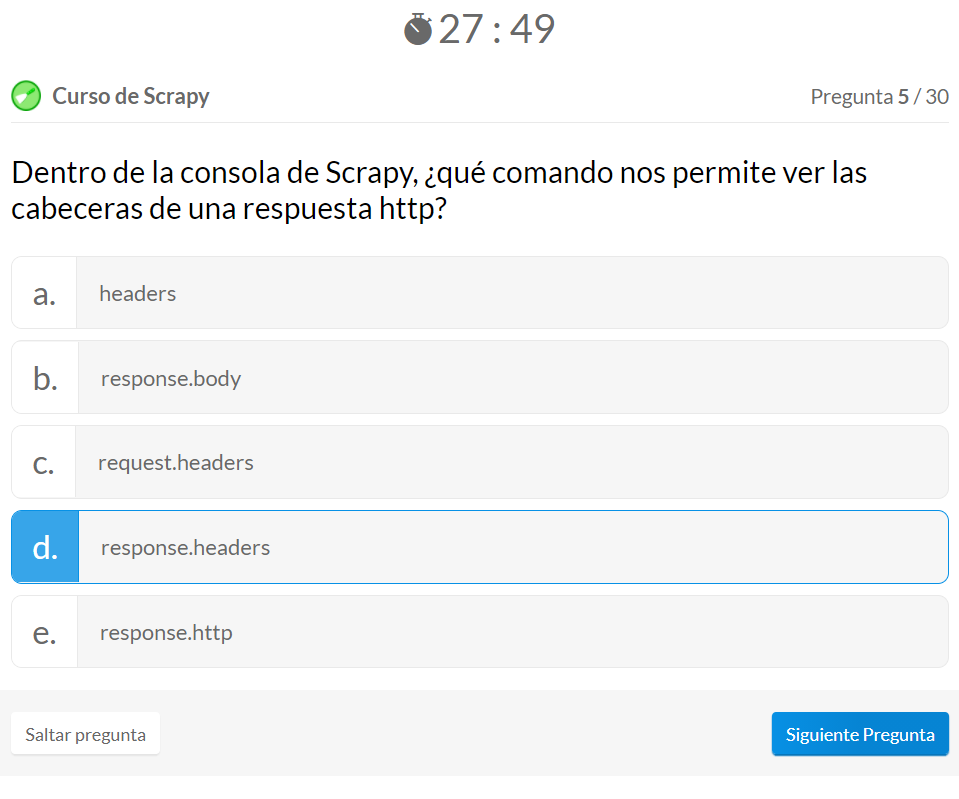 27 : 49
Curso de Scrapy
Pregunta 5 / 30
Dentro de la consola de Scrapy, ¿qué comando nos permite ver las
cabeceras de una respuesta http?
a. headers
b. response.body
c. request.headers
d. response.headers
e. response.http
Saltar pregunta
Siguiente Pregunta